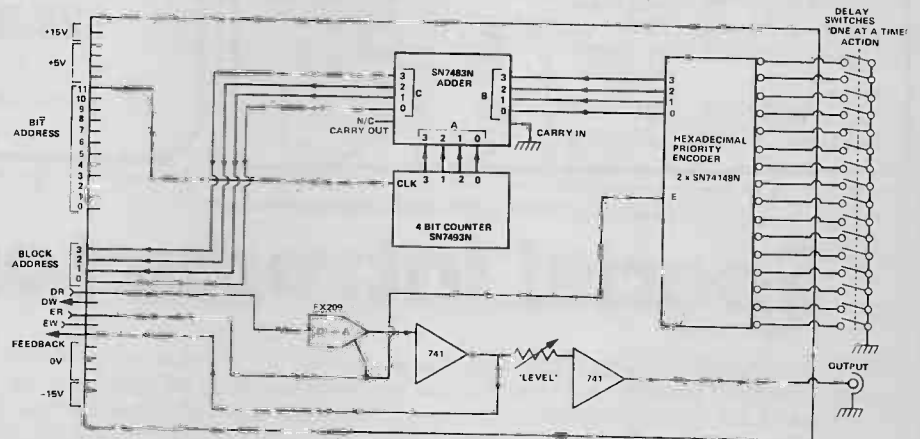 DELAY
SWITCHES
'ONE AT A TIME'
ACTION
+15V
+5V
11
10
9
8
7
6
5
4
3
2
1
0
BIT
ADDRESS
SN7483N
ADDER
3
2
1
0
C
B
3
2
1
0
A
3 2 1 0
N/C
CARRY OUT
CARRY IN
CLK 3 1 2 0
4 BIT COUNTER
SN7493N
3
2
1
0
HEXADECIMAL
PRIORITY
ENCODER
2 x SN74148N
E
BLOCK
ADDRESS
3
2
1
0
DR
DW
ER
EW
FEEDBACK
0V
-15V
FX209
741
'LEVEL'
741
OUTPUT